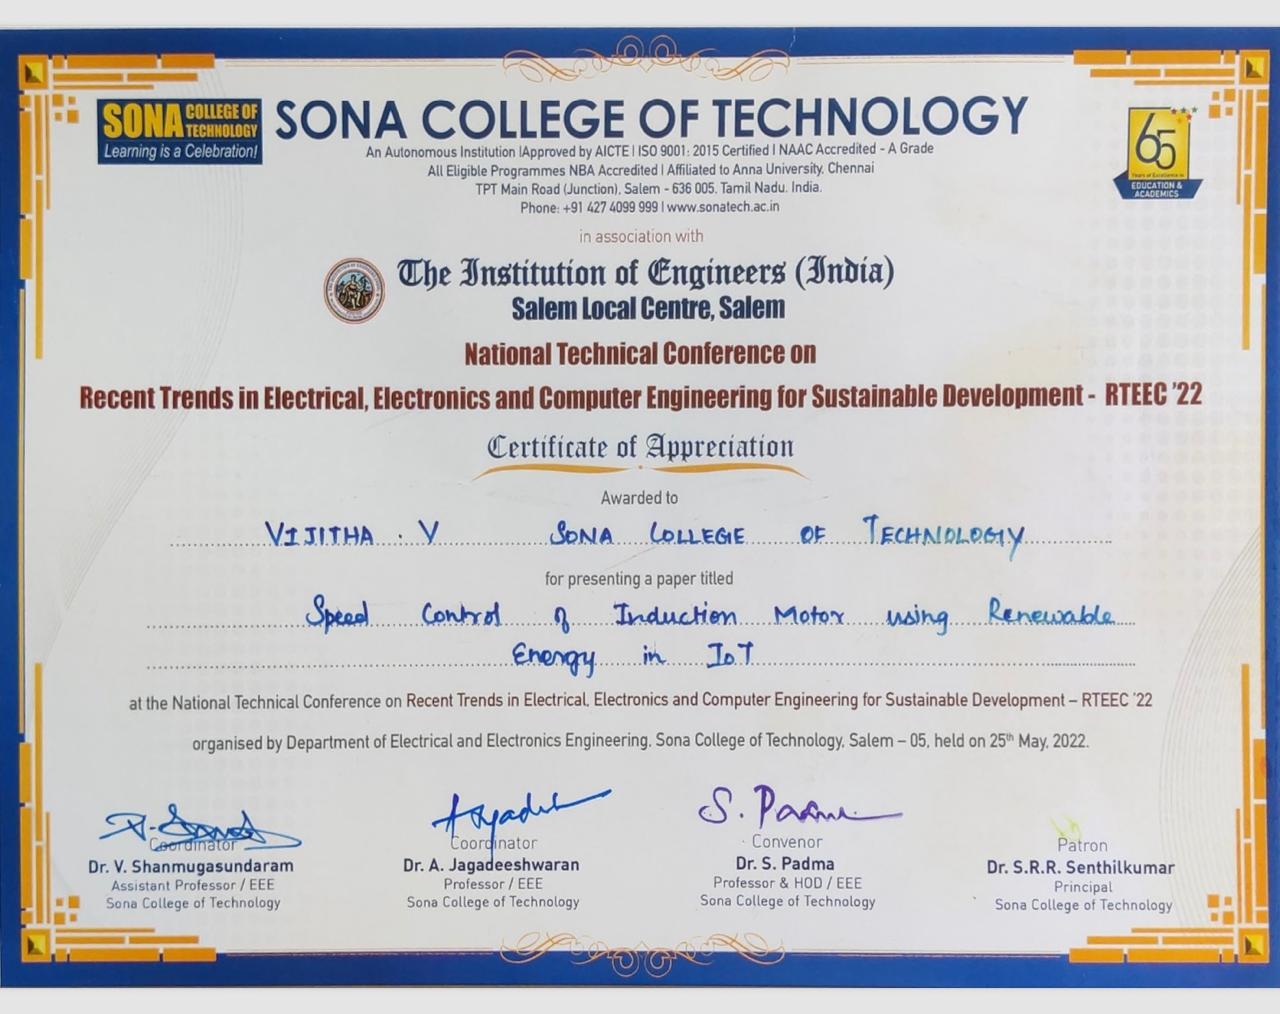 SONA COLLEGE OF TECHNOLOGY
Learning is a Celebration!
SONA COLLEGE OF TECHNOLOGY
An Autonomous Institution |Approved by AICTE | ISO 9001: 2015 Certified | NAAC Accredited - A Grade
All Eligible Programmes NBA Accredited | Affiliated to Anna University, Chennai
TPT Main Road (Junction), Salem - 636 005. Tamil Nadu. India.
Phone: +91 427 4099 999 | www.sonatech.ac.in
65
Years of Excellence in
EDUCATION &
ACADEMICS
in association with
The Institution of Engineers (India)
Salem Local Centre, Salem
National Technical Conference on
Recent Trends in Electrical, Electronics and Computer Engineering for Sustainable Development - RTEEC '22
Certificate of Appreciation
Awarded to
VIJITHA . V SONA COLLEGE OF TECHNOLOGY
for presenting a paper titled
Speed Control of Induction Motor using Renewable
Energy in IoT
at the National Technical Conference on Recent Trends in Electrical, Electronics and Computer Engineering for Sustainable Development – RTEEC '22
organised by Department of Electrical and Electronics Engineering, Sona College of Technology, Salem – 05, held on 25th May, 2022.
S. Padma
Coordinator
Dr. V. Shanmugasundaram
Assistant Professor / EEE
Sona College of Technology
Coordinator
Dr. A. Jagadeeshwaran
Professor / EEE
Sona College of Technology
Convenor
Dr. S. Padma
Professor & HOD / EEE
Sona College of Technology
Patron
Dr. S.R.R. Senthilkumar
Principal
Sona College of Technology